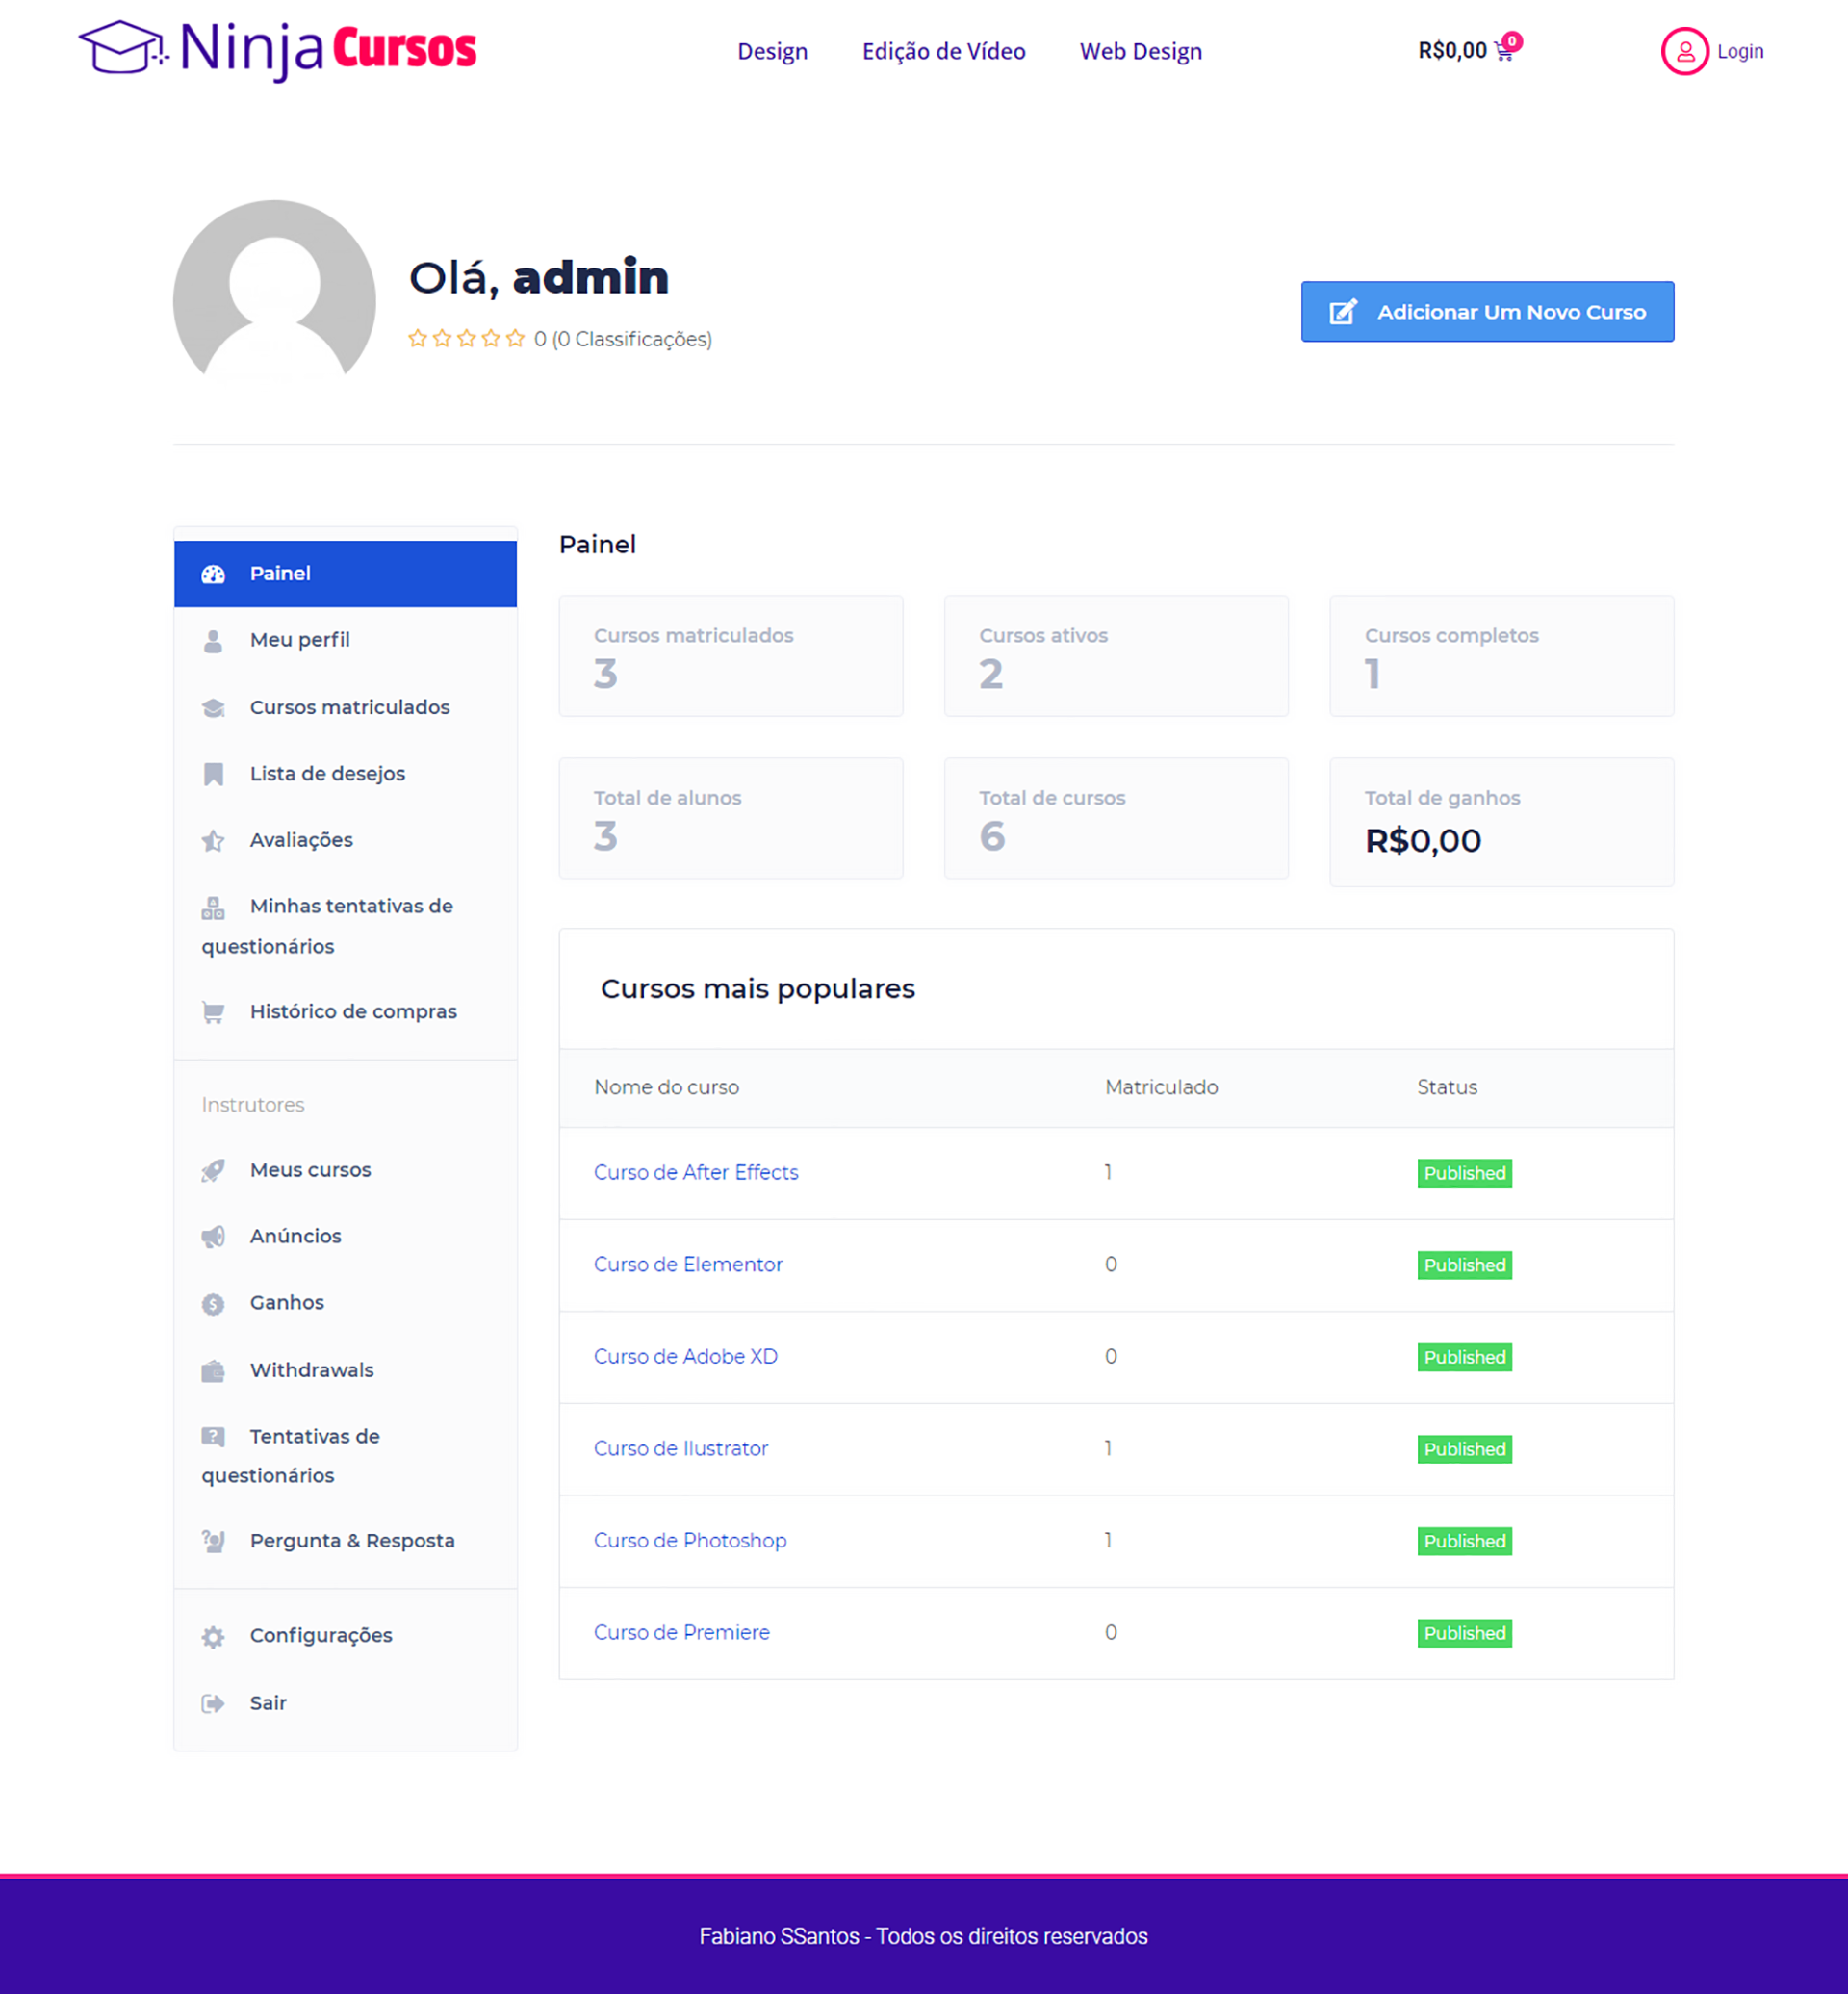 Ninja Cursos
Design Edição de Vídeo Web Design R$0,00 0 Login
Olá, admin
0 (0 Classificações)
Adicionar Um Novo Curso
Painel
Meu perfil
Cursos matriculados
Lista de desejos
Avaliações
Minhas tentativas de
questionários
Histórico de compras
Instrutores
Meus cursos
Anúncios
Ganhos
Withdrawals
Tentativas de
questionários
Pergunta & Resposta
Configurações
Sair
Painel
Cursos matriculados
3
Cursos ativos
2
Cursos completos
1
Total de alunos
3
Total de cursos
6
Total de ganhos
R$0,00
Cursos mais populares
Nome do curso Matriculado Status
Curso de After Effects 1 Published
Curso de Elementor 0 Published
Curso de Adobe XD 0 Published
Curso de Ilustrator 1 Published
Curso de Photoshop 1 Published
Curso de Premiere 0 Published
Fabiano SSantos - Todos os direitos reservados